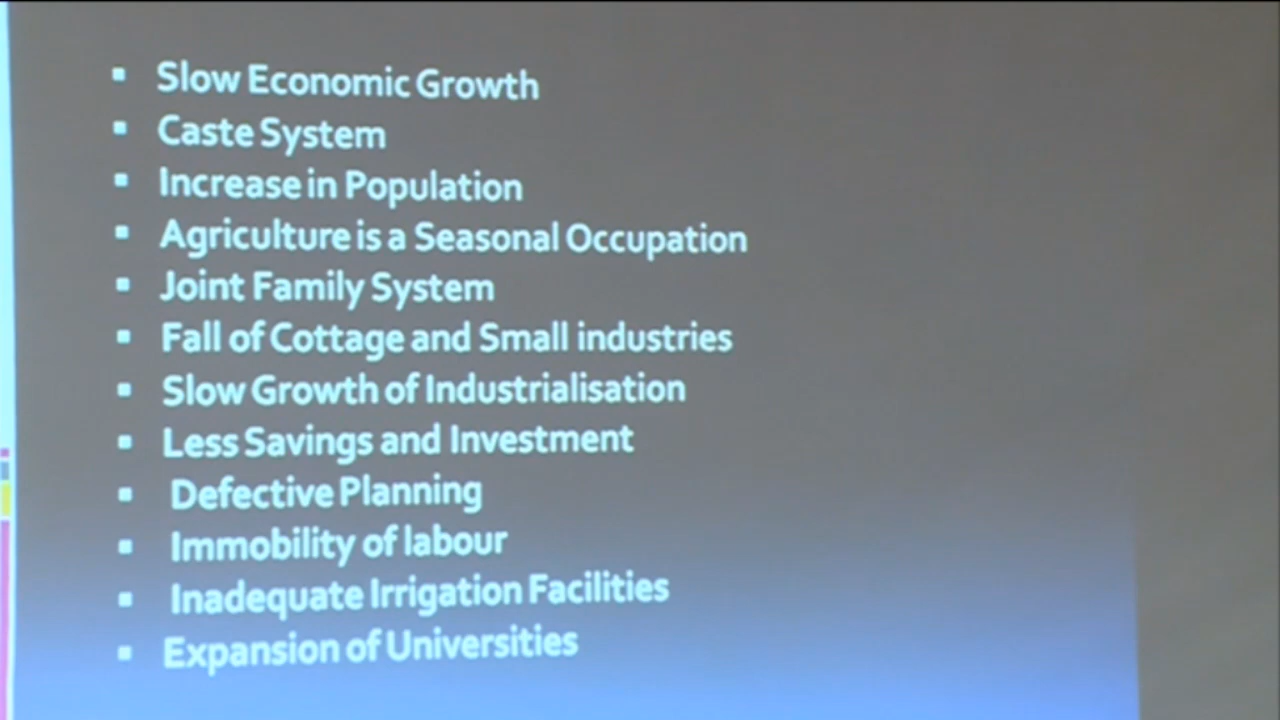 ▪ Slow Economic Growth
▪ Caste System
▪ Increase in Population
▪ Agriculture is a Seasonal Occupation
▪ Joint Family System
▪ Fall of Cottage and Small industries
▪ Slow Growth of Industrialisation
▪ Less Savings and Investment
▪ Defective Planning
▪ Immobility of labour
▪ Inadequate Irrigation Facilities
▪ Expansion of Universities